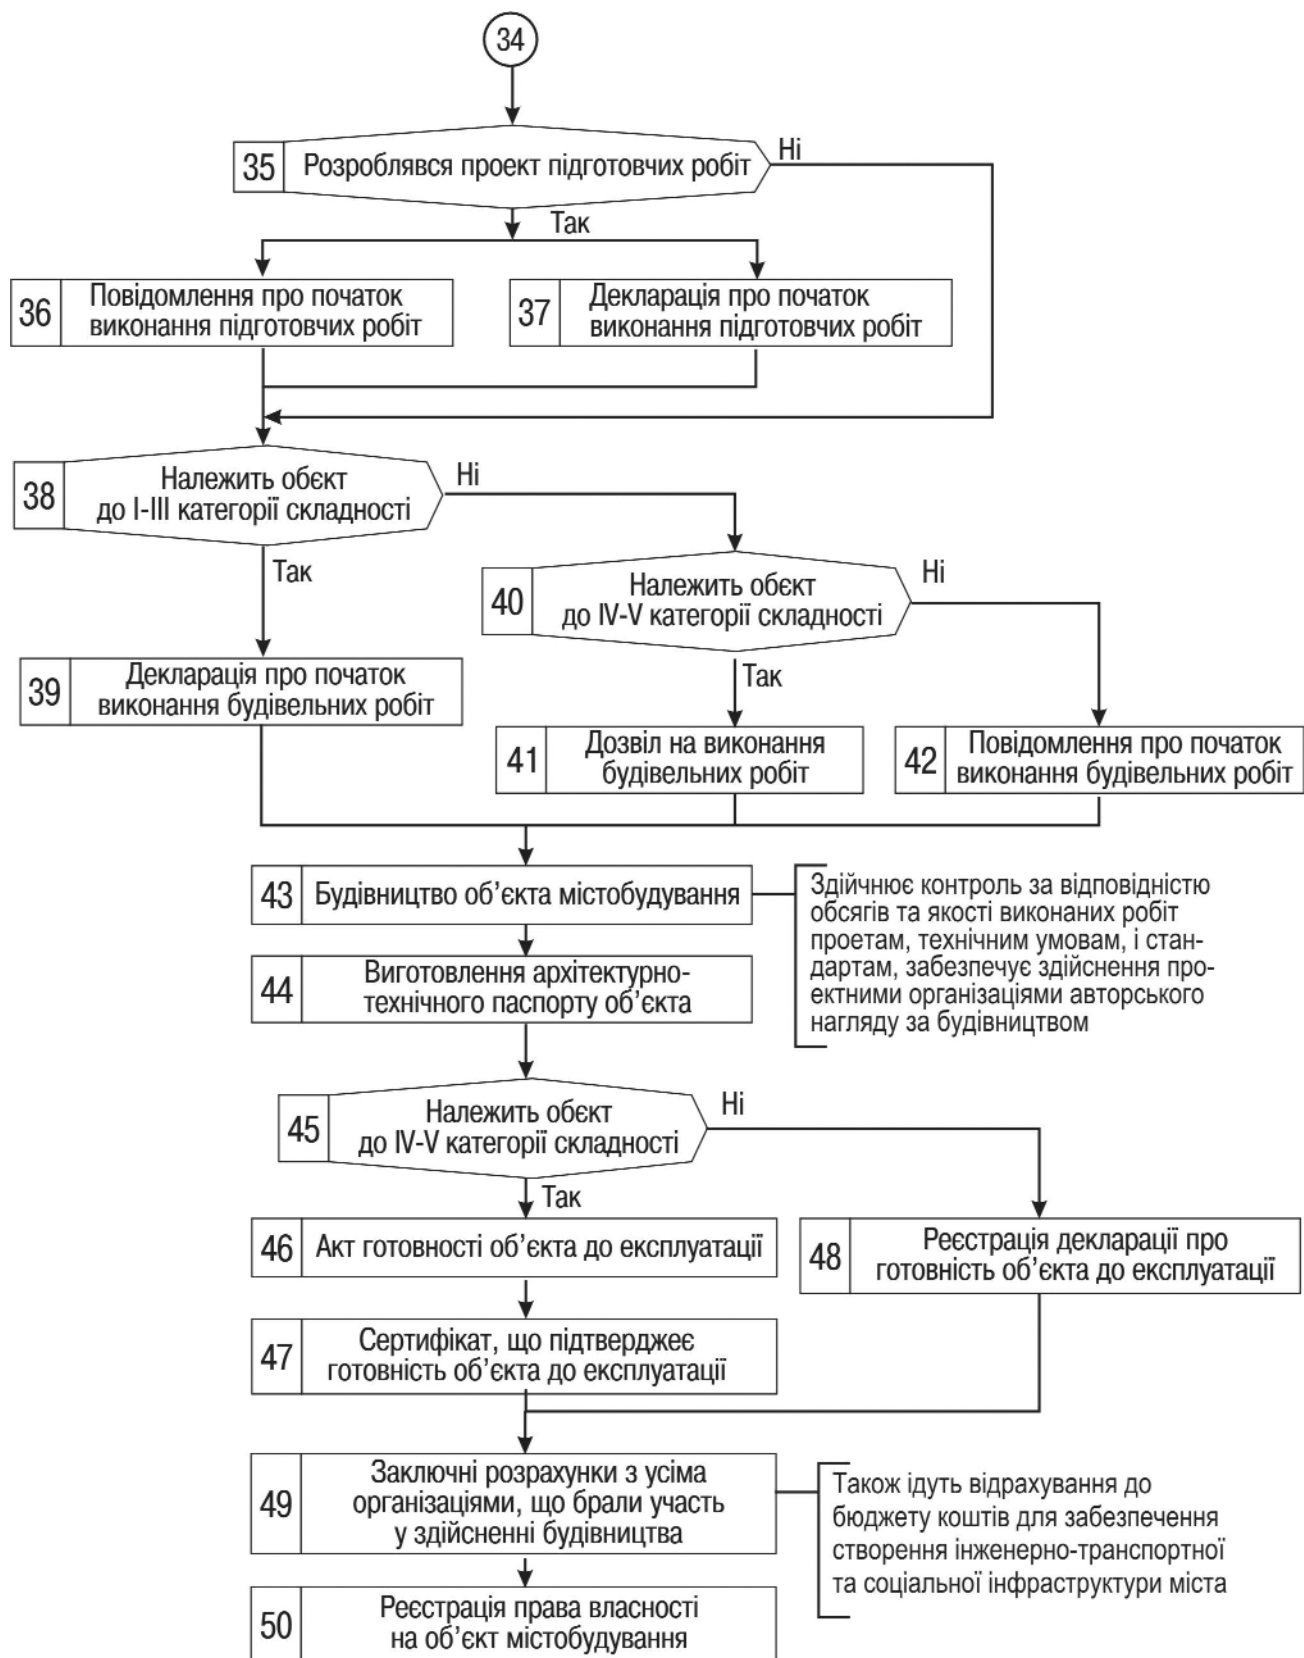 34
35
Розроблявся проект підготовчих робіт
Ні
Так
36
Повідомлення про початок
виконання підготовчих робіт
37
Декларація про початок
виконання підготовчих робіт
38
Належить обєкт
до І-ІІІ категорії складності
Ні
Так
40
Належить обєкт
до IV-V категорії складності
Ні
Так
39
Декларація про початок
виконання будівельних робіт
41
Дозвіл на виконання
будівельних робіт
42
Повідомлення про початок
виконання будівельних робіт
43
Будівництво об’єкта містобудування
Здійчнює контроль за відповідністю
обсягів та якості виконаних робіт
проетам, технічним умовам, і стан-
дартам, забезпечує здійснення про-
ектними організаціями авторського
нагляду за будівництвом
44
Виготовлення архітектурно-
технічного паспорту об’єкта
45
Належить обєкт
до IV-V категорії складності
Ні
Так
46
Акт готовності об’єкта до експлуатації
48
Реєстрація декларації про
готовність об’єкта до експлуатації
47
Сертифікат, що підтверджеє
готовність об’єкта до експлуатації
49
Заключні розрахунки з усіма
організаціями, що брали участь
у здійсненні будівництва
Також ідуть відрахування до
бюджету коштів для забезпечення
створення інженерно-транспортної
та соціальної інфраструктури міста
50
Реєстрація права власності
на об’єкт містобудування